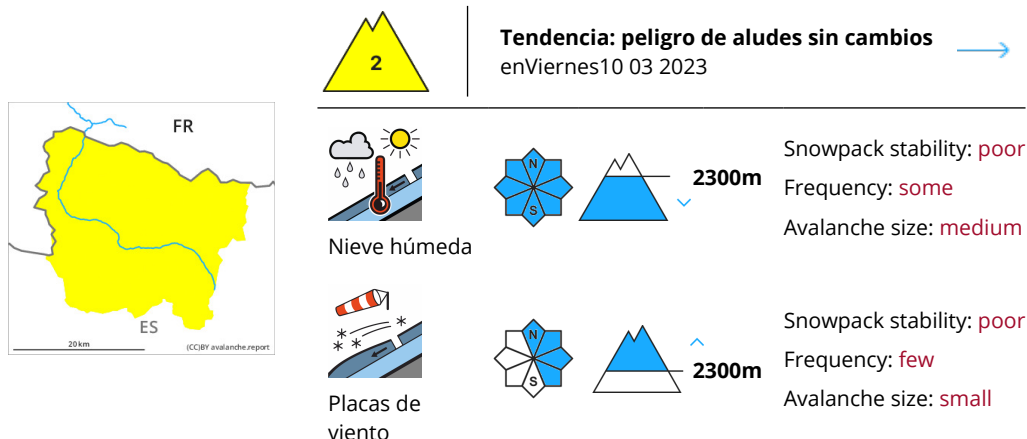 2
Tendencia: peligro de aludes sin cambios
enViernes10 03 2023
FR
ES
20 km
(CC)BY avalanche.report
N
S
2300m
Snowpack stability: poor
Frequency: some
Avalanche size: medium
Nieve húmeda
N
S
2300m
Snowpack stability: poor
Frequency: few
Avalanche size: small
Placas de
viento